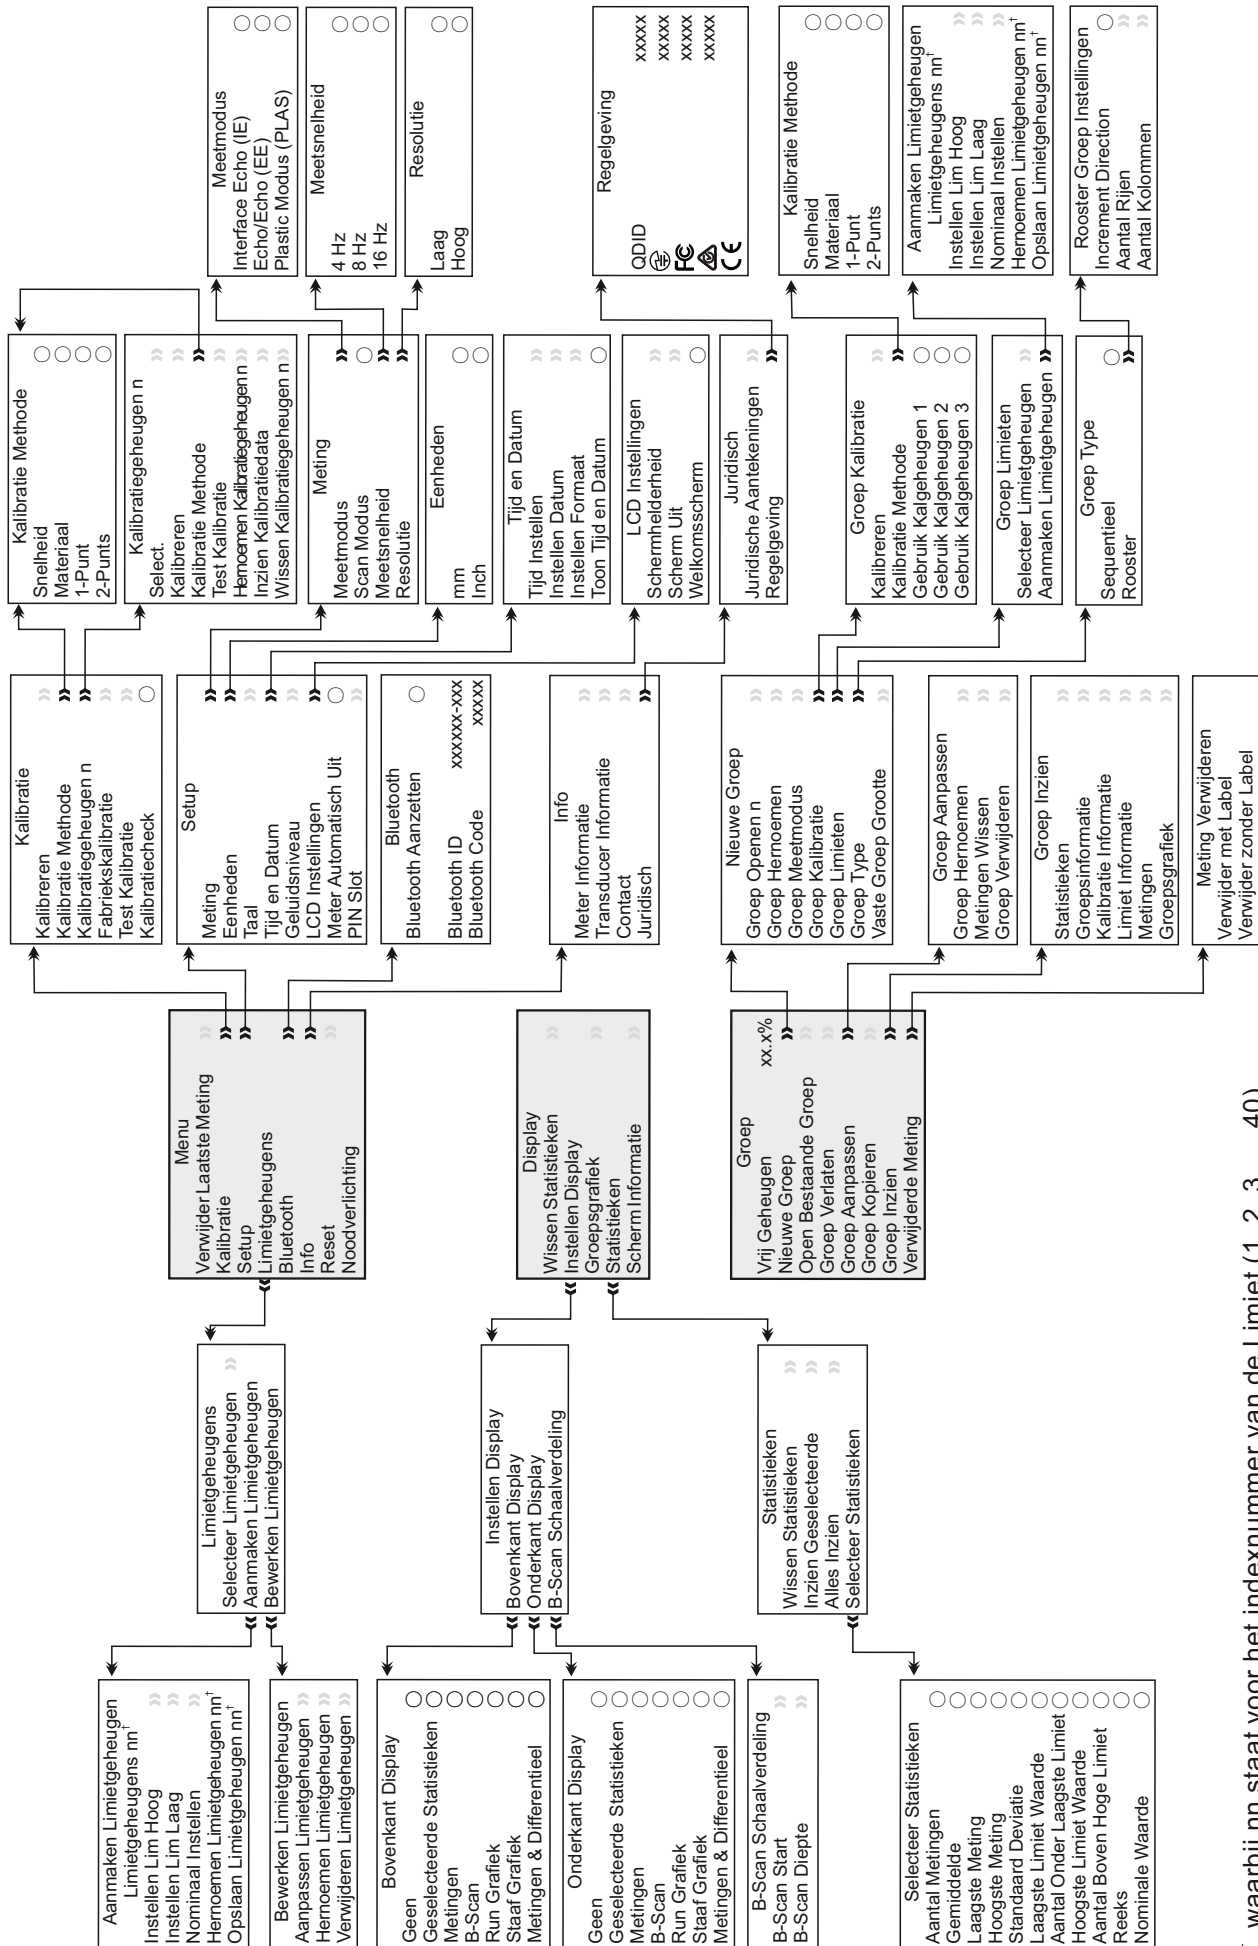 Aanmaken Limietgeheugen
Limietgeheugens nn†
Instellen Lim Hoog
Instellen Lim Laag
Nominaal Instellen
Hernoemen Limietgeheugen nn†
Opslaan Limietgeheugen nn†
Bewerken Limietgeheugen
Aanpassen Limietgeheugen
Hernoemen Limietgeheugen
Verwijderen Limietgeheugen
Bovenkant Display
Geen
Geselecteerde Statistieken
Metingen
B-Scan
Run Grafiek
Staaf Grafiek
Metingen & Differentieel
Onderkant Display
Geen
Geselecteerde Statistieken
Metingen
B-Scan
Run Grafiek
Staaf Grafiek
Metingen & Differentieel
B-Scan Schaalverdeling
B-Scan Start
B-Scan Diepte
Selecteer Statistieken
Aantal Metingen
Gemiddelde
Laagste Meting
Hoogste Meting
Standaard Deviatie
Laagste Limiet Waarde
Aantal Onder Laagste Limiet
Hoogste Limiet Waarde
Aantal Boven Hoge Limiet
Reeks
Nominale Waarde
Limietgeheugens
Selecteer Limietgeheugen
Aanmaken Limietgeheugen
Bewerken Limietgeheugen
Instellen Display
Bovenkant Display
Onderkant Display
B-Scan Schaalverdeling
Statistieken
Wissen Statistieken
Inzien Geselecteerde
Alles Inzien
Selecteer Statistieken
Menu
Verwijder Laatste Meting
Kalibratie
Setup
Limietgeheugens
Bluetooth
Info
Reset
Noodverlichting
Display
Wissen Statistieken
Instellen Display
Groepsgrafiek
Statistieken
Scherm Informatie
Groep
Vrij Geheugen xx.x%
Nieuwe Groep
Open Bestaande Groep
Groep Verlaten
Groep Aanpassen
Groep Kopieren
Groep Inzien
Verwijderde Meting
Kalibratie
Kalibreren
Kalibratie Methode
Kalibratiegeheugen n
Fabriekskalibratie
Test Kalibratie
Kalibratiecheck
Setup
Meting
Eenheden
Taal
Tijd en Datum
Geluidsniveau
LCD Instellingen
Meter Automatisch Uit
PIN Slot
Bluetooth
Bluetooth Aanzetten
Bluetooth ID xxxxxx-xxx
Bluetooth Code xxxxx
Info
Meter Informatie
Transducer Informatie
Contact
Juridisch
Nieuwe Groep
Groep Openen n
Groep Hernoemen
Groep Meetmodus
Groep Kalibratie
Groep Limieten
Groep Type
Vaste Groep Grootte
Groep Aanpassen
Groep Hernoemen
Metingen Wissen
Groep Verwijderen
Groep Inzien
Statistieken
Groepsinformatie
Kalibratie Informatie
Limiet Informatie
Metingen
Groepsgrafiek
Meting Verwijderen
Verwijder met Label
Verwijder zonder Label
Kalibratie Methode
Snelheid
Materiaal
1-Punt
2-Punts
Kalibratiegeheugen n
Select.
Kalibreren
Kalibratie Methode
Test Kalibratie
Hernoemen Kalibratiegeheugen n
Inzien Kalibratiedata
Wissen Kalibratiegeheugen n
Meting
Meetmodus
Scan Modus
Meetsnelheid
Resolutie
Eenheden
mm
Inch
Tijd en Datum
Tijd Instellen
Instellen Datum
Instellen Formaat
Toon Tijd en Datum
LCD Instellingen
Schermhelderheid
Scherm Uit
Welkomsscherm
Juridisch
Juridische Aantekeningen
Regelgeving
Groep Kalibratie
Kalibreren
Kalibratie Methode
Gebruik Kalgeheugen 1
Gebruik Kalgeheugen 2
Gebruik Kalgeheugen 3
Groep Limieten
Selecteer Limietgeheugen
Aanmaken Limietgeheugen
Groep Type
Sequentieel
Rooster
Meetmodus
Interface Echo (IE)
Echo/Echo (EE)
Plastic Modus (PLAS)
Meetsnelheid
4 Hz
8 Hz
16 Hz
Resolutie
Laag
Hoog
Regelgeving
QDID xxxxx
xxxxx
FC xxxxx
xxxxx
CE
Kalibratie Methode
Snelheid
Materiaal
1-Punt
2-Punts
Aanmaken Limietgeheugen
Limietgeheugens nn†
Instellen Lim Hoog
Instellen Lim Laag
Nominaal Instellen
Hernoemen Limietgeheugen nn†
Opslaan Limietgeheugen nn†
Rooster Groep Instellingen
Increment Direction
Aantal Rijen
Aantal Kolommen
waarbij nn staat voor het indexnummer van de Limiet (1, 2, 3 ... 40)